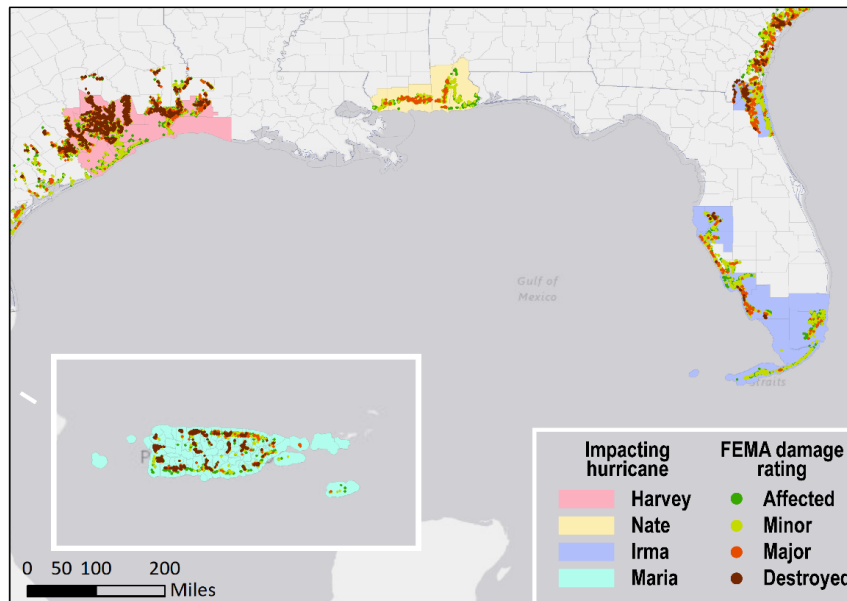 Gulf of
Mexico
Straits
P
Impacting
hurricane
Harvey
Nate
Irma
Maria
FEMA damage
rating
Affected
Minor
Major
Destroyed
0 50 100 200
Miles